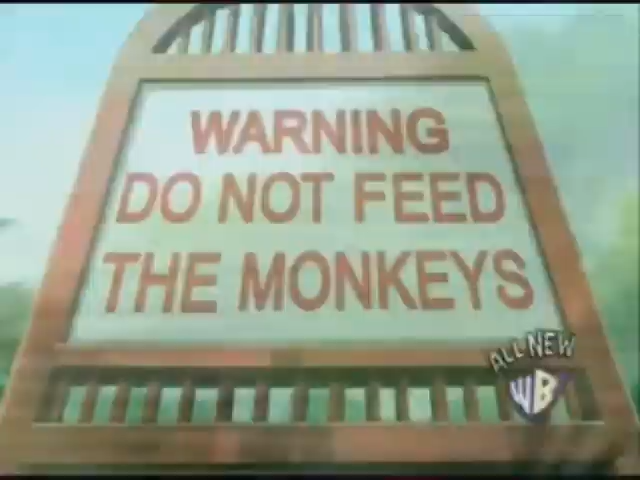 WARNING
DO NOT FEED
THE MONKEYS
ALL NEW
WB